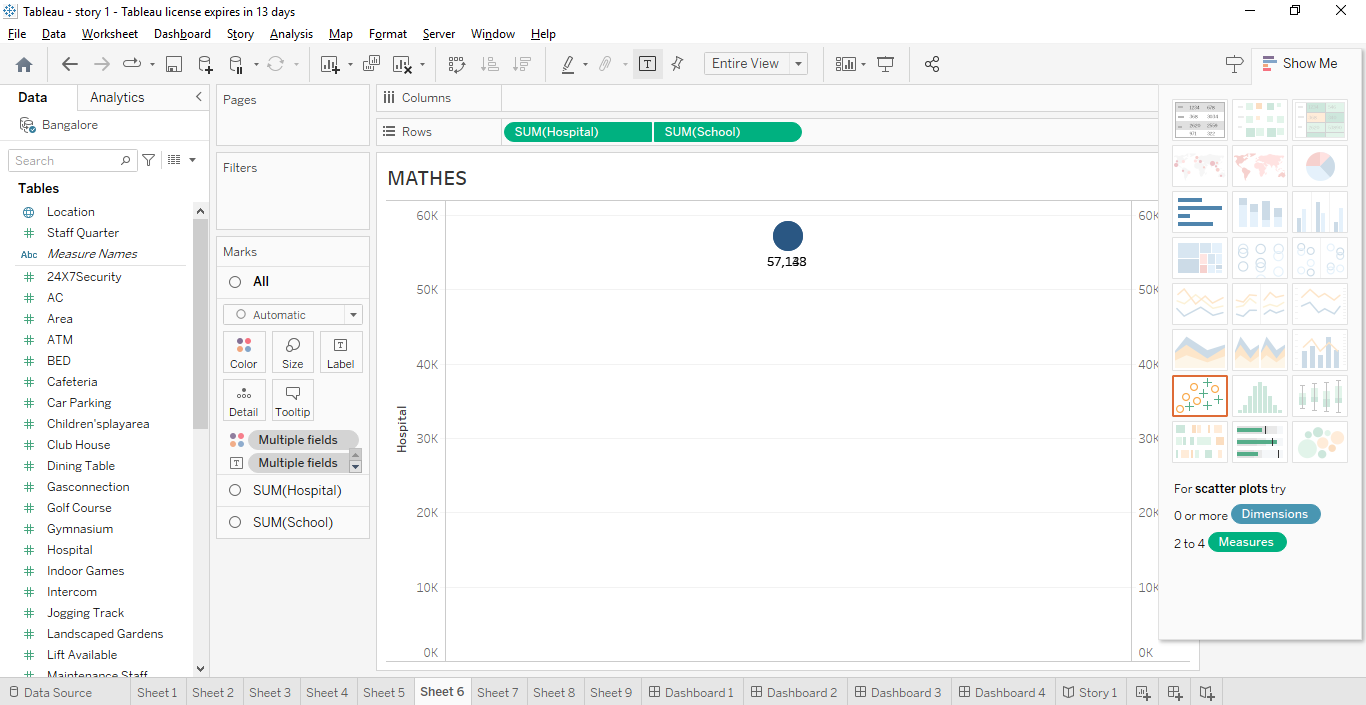 Tableau - story 1 - Tableau license expires in 13 days
File Data Worksheet Dashboard Story Analysis Map Format Server Window Help
Entire View
Show Me
Data Analytics
Bangalore
Search
Tables
Location
Staff Quarter
Abc Measure Names
24X7Security
AC
Area
ATM
BED
Cafeteria
Car Parking
Children'splayarea
Club House
Dining Table
Gasconnection
Golf Course
Gymnasium
Hospital
Indoor Games
Intercom
Jogging Track
Landscaped Gardens
Lift Available
Maintenance Staff
Pages
Filters
Marks
All
Automatic
Color Size Label
Detail Tooltip
Multiple fields
Multiple fields
SUM(Hospital)
SUM(School)
Columns
Rows SUM(Hospital) SUM(School)
MATHES
60K
50K
40K
30K
20K
10K
0K
Hospital
60K
50K
40K
30K
20K
10K
0K
For scatter plots try
0 or more Dimensions
2 to 4 Measures
Data Source Sheet 1 Sheet 2 Sheet 3 Sheet 4 Sheet 5 Sheet 6 Sheet 7 Sheet 8 Sheet 9 Dashboard 1 Dashboard 2 Dashboard 3 Dashboard 4 Story 1